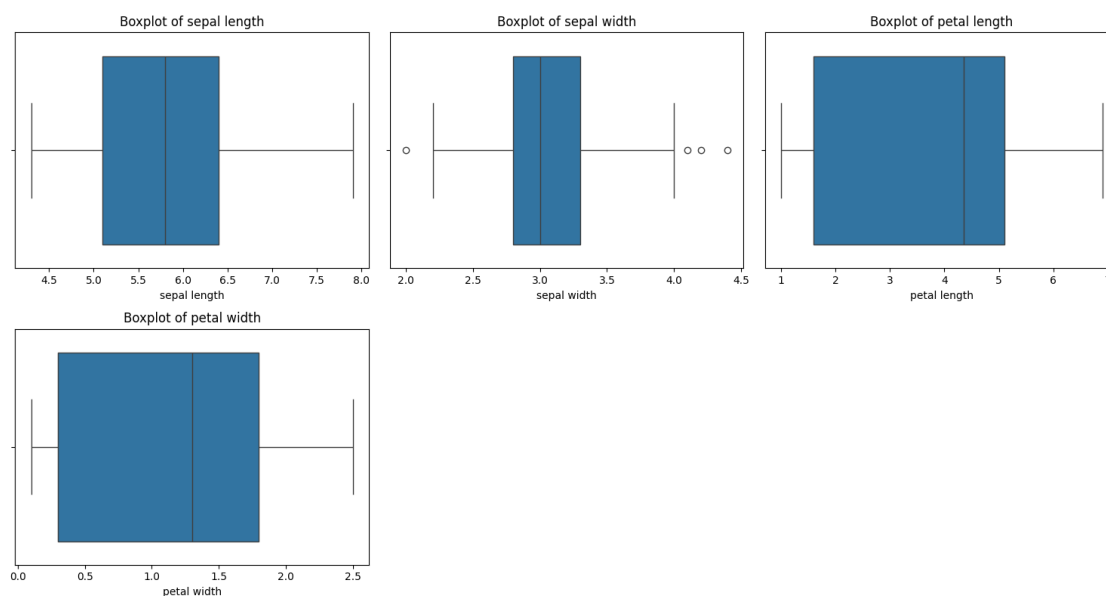 Boxplot of sepal length
4.5 5.0 5.5 6.0 6.5 7.0 7.5 8.0
sepal length
Boxplot of sepal width
2.0 2.5 3.0 3.5 4.0 4.5
sepal width
Boxplot of petal length
1 2 3 4 5 6
petal length
Boxplot of petal width
0.0 0.5 1.0 1.5 2.0 2.5
petal width